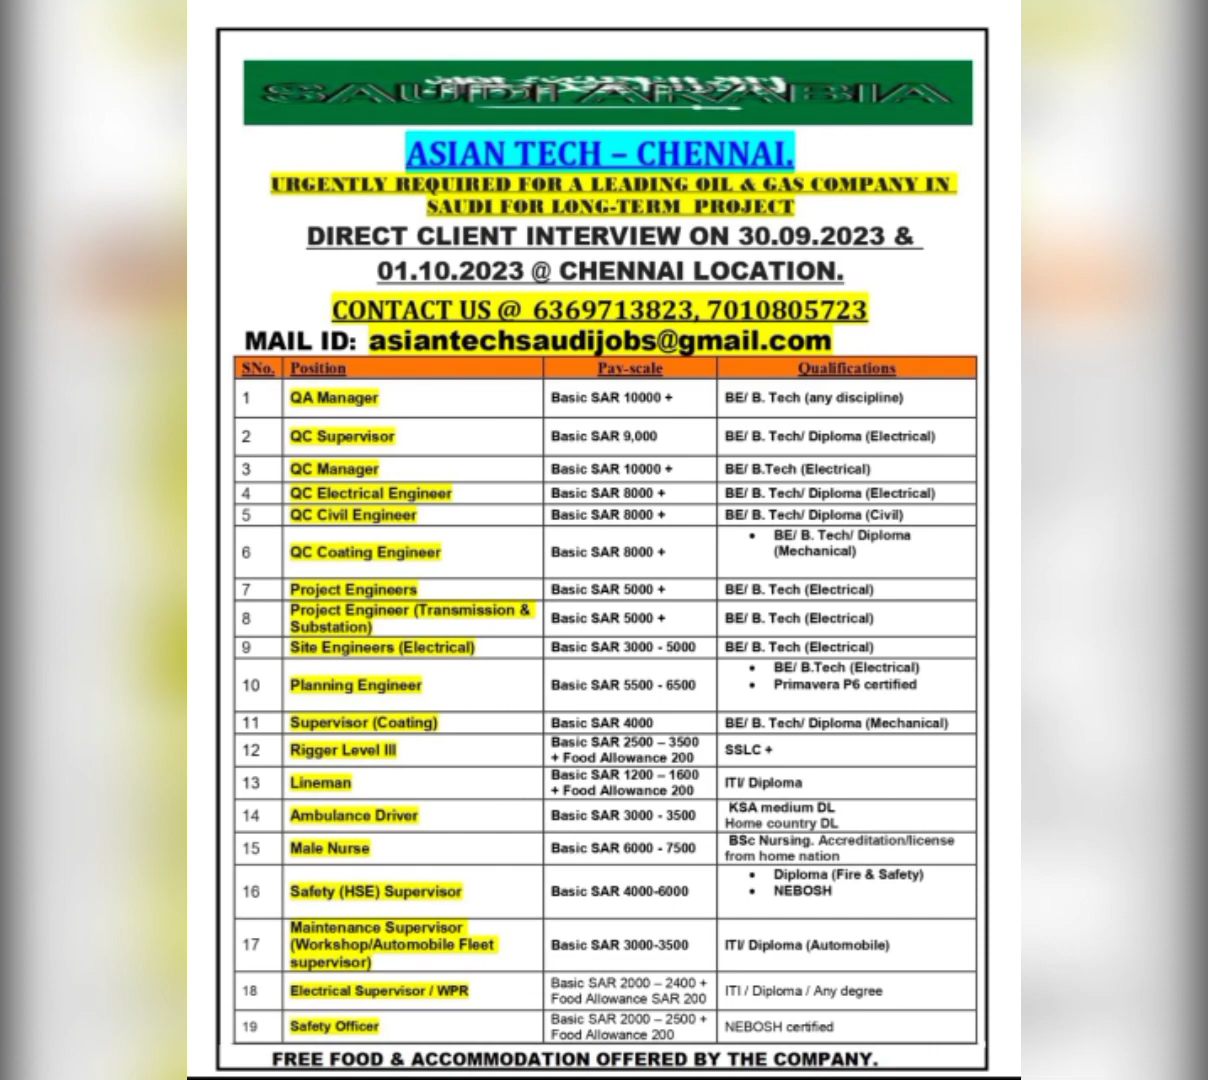 SAUDI ARABIA
ASIAN TECH – CHENNAI.
URGENTLY REQUIRED FOR A LEADING OIL & GAS COMPANY IN
SAUDI FOR LONG-TERM PROJECT
DIRECT CLIENT INTERVIEW ON 30.09.2023 &
01.10.2023 @ CHENNAI LOCATION.
CONTACT US @ 6369713823, 7010805723
MAIL ID: asiantechsaudijobs@gmail.com
SNo. Position Pay-scale Qualifications
1 QA Manager Basic SAR 10000 + BE/ B. Tech (any discipline)
2 QC Supervisor Basic SAR 9,000 BE/ B. Tech/ Diploma (Electrical)
3 QC Manager Basic SAR 10000 + BE/ B.Tech (Electrical)
4 QC Electrical Engineer Basic SAR 8000 + BE/ B. Tech/ Diploma (Electrical)
5 QC Civil Engineer Basic SAR 8000 + BE/ B. Tech/ Diploma (Civil)
6 QC Coating Engineer Basic SAR 8000 + • BE/ B. Tech/ Diploma
(Mechanical)
7 Project Engineers Basic SAR 5000 + BE/ B. Tech (Electrical)
8 Project Engineer (Transmission &
Substation) Basic SAR 5000 + BE/ B. Tech (Electrical)
9 Site Engineers (Electrical) Basic SAR 3000 - 5000 BE/ B. Tech (Electrical)
10 Planning Engineer Basic SAR 5500 - 6500 • BE/ B.Tech (Electrical)
• Primavera P6 certified
11 Supervisor (Coating) Basic SAR 4000 BE/ B. Tech/ Diploma (Mechanical)
12 Rigger Level III Basic SAR 2500 – 3500
+ Food Allowance 200 SSLC +
13 Lineman Basic SAR 1200 – 1600
+ Food Allowance 200 ITI/ Diploma
14 Ambulance Driver Basic SAR 3000 - 3500 KSA medium DL
Home country DL
15 Male Nurse Basic SAR 6000 - 7500 BSc Nursing. Accreditation/license
from home nation
16 Safety (HSE) Supervisor Basic SAR 4000-6000 • Diploma (Fire & Safety)
• NEBOSH
17 Maintenance Supervisor
(Workshop/Automobile Fleet
supervisor) Basic SAR 3000-3500 ITI/ Diploma (Automobile)
18 Electrical Supervisor / WPR Basic SAR 2000 – 2400 +
Food Allowance SAR 200 ITI / Diploma / Any degree
19 Safety Officer Basic SAR 2000 – 2500 +
Food Allowance 200 NEBOSH certified
FREE FOOD & ACCOMMODATION OFFERED BY THE COMPANY.